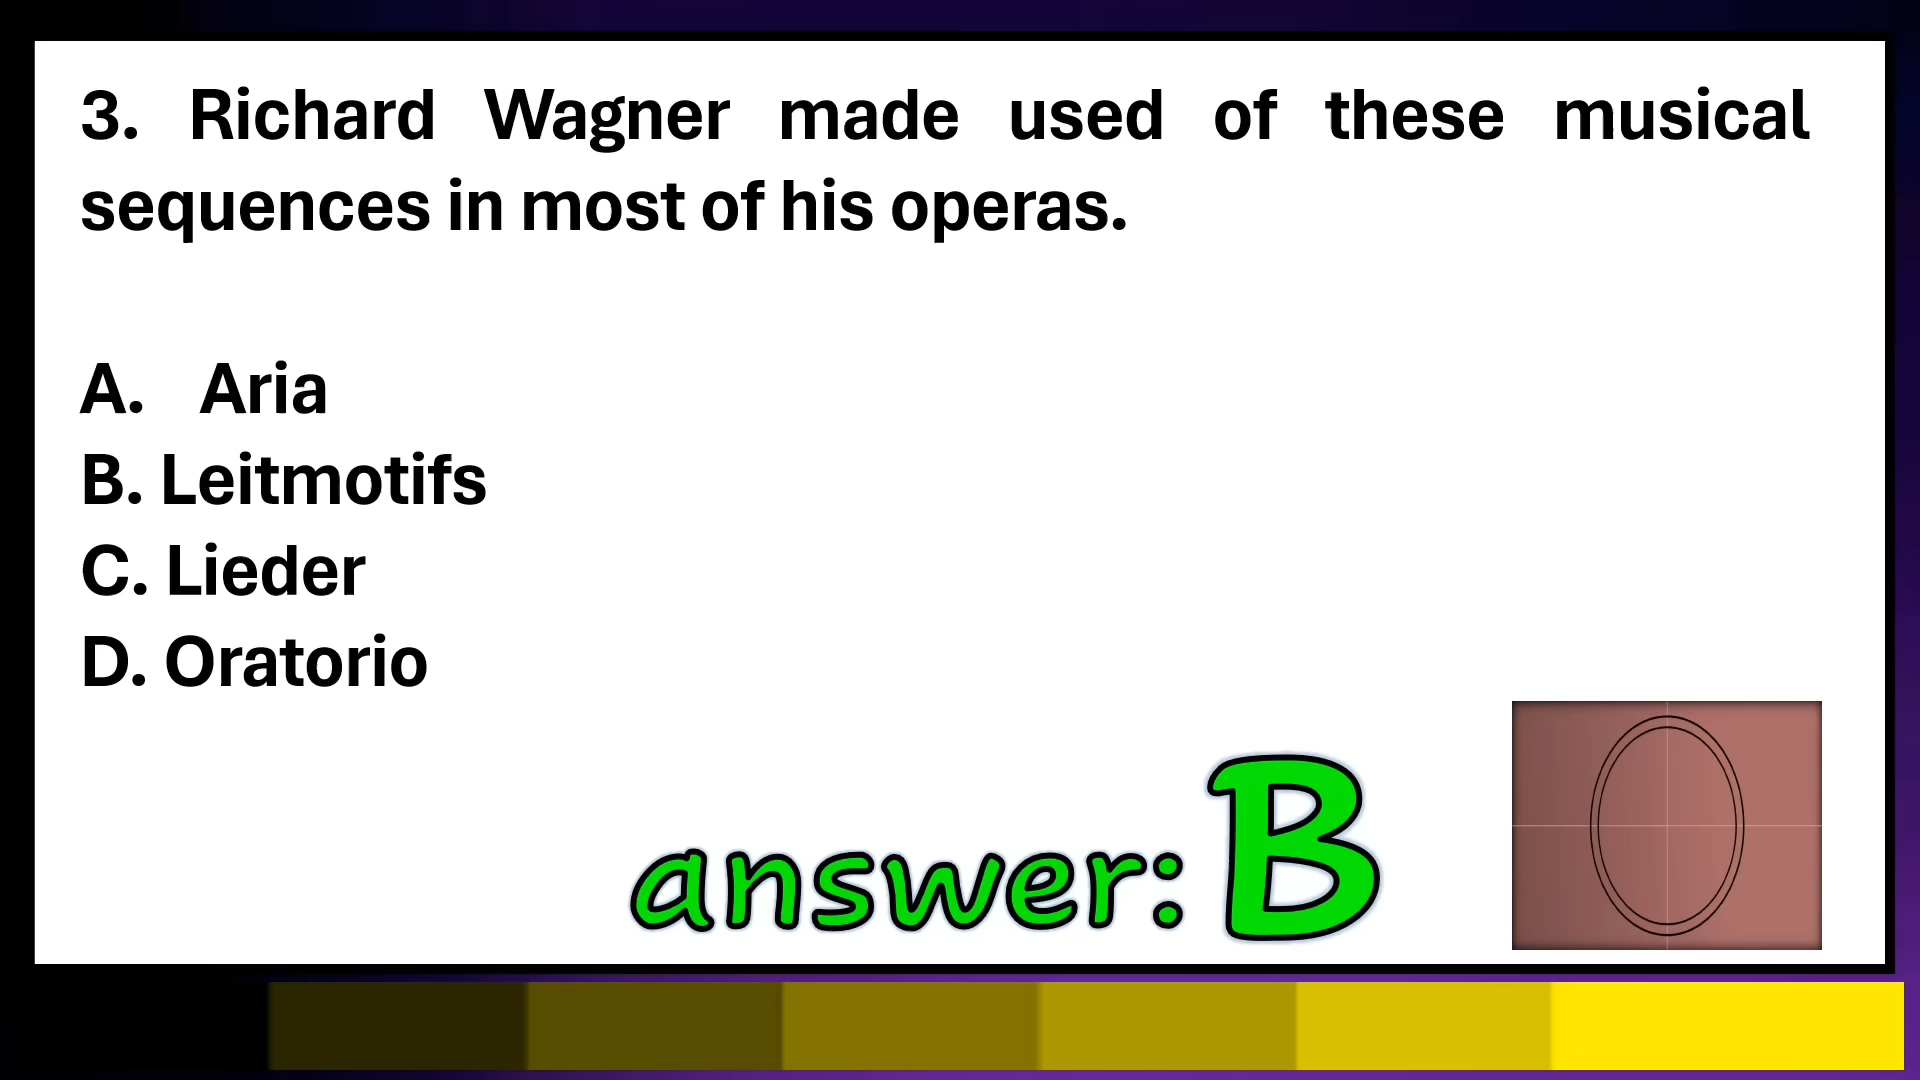 3. Richard Wagner made used of these musical
sequences in most of his operas.
A. Aria
B. Leitmotifs
C. Lieder
D. Oratorio
answer: B